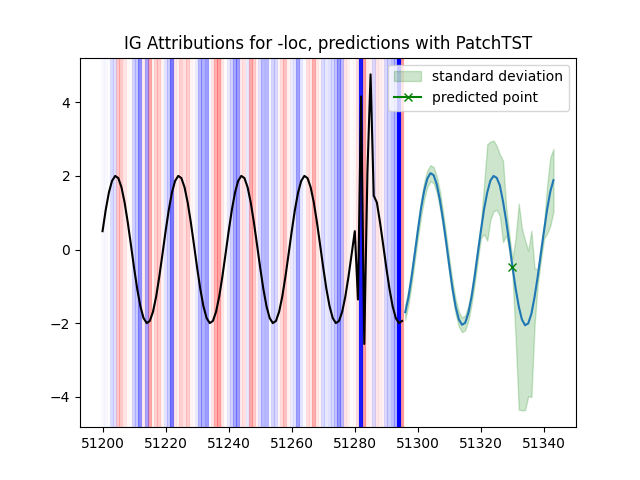 IG Attributions for -loc, predictions with PatchTST
standard deviation
predicted point
4
2
0
−2
−4
51200 51220 51240 51260 51280 51300 51320 51340